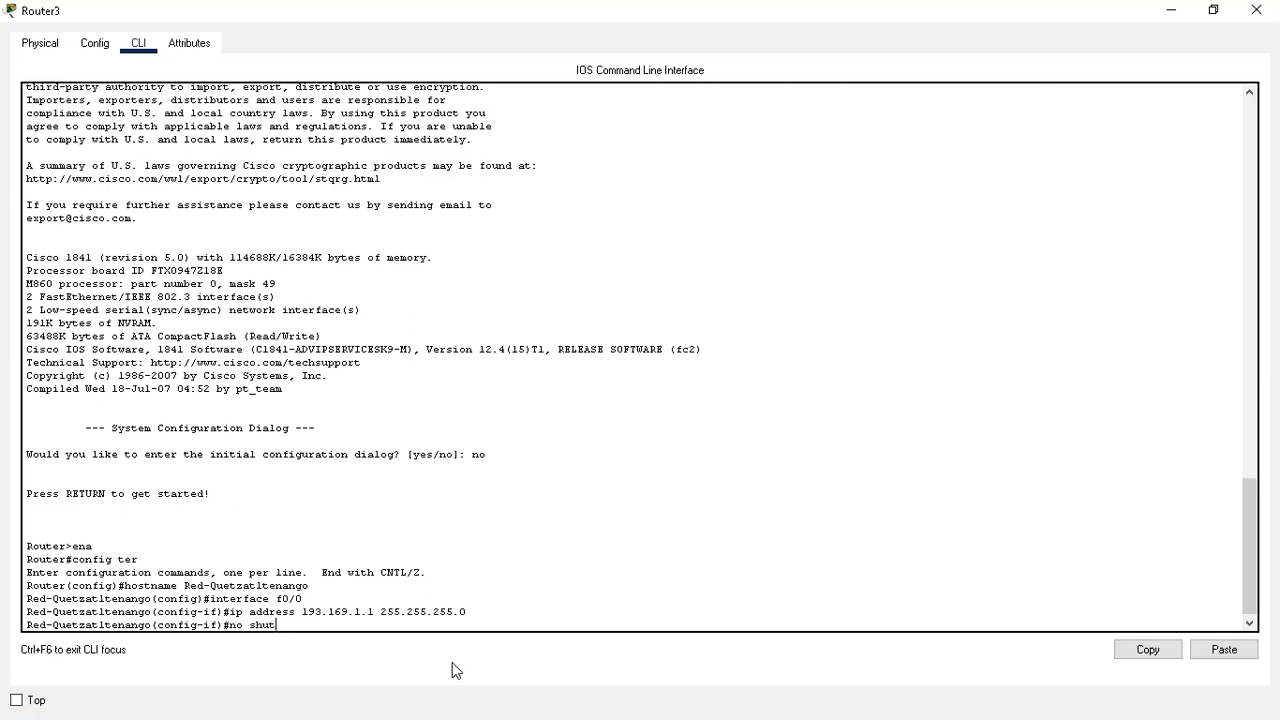 Router3
Physical
Config
CLI
Attributes
IOS Command Line Interface
third-party authority to import, export, distribute or use encryption.
Importers, exporters, distributors and users are responsible for
compliance with U.S. and local country laws. By using this product you
agree to comply with applicable laws and regulations. If you are unable
to comply with U.S. and local laws, return this product immediately.
A summary of U.S. laws governing Cisco cryptographic products may be found at:
http://www.cisco.com/wwl/export/crypto/tool/stqrg.html
If you require further assistance please contact us by sending email to
export@cisco.com.
Cisco 1841 (revision 5.0) with 114688K/16384K bytes of memory.
Processor board ID FTX0947Z18E
M860 processor: part number 0, mask 49
2 FastEthernet/IEEE 802.3 interface(s)
2 Low-speed serial(sync/async) network interface(s)
191K bytes of NVRAM.
63488K bytes of ATA CompactFlash (Read/Write)
Cisco IOS Software, 1841 Software (C1841-ADVIPSERVICESK9-M), Version 12.4(15)T1, RELEASE SOFTWARE (fc2)
Technical Support: http://www.cisco.com/techsupport
Copyright (c) 1986-2007 by Cisco Systems, Inc.
Compiled Wed 18-Jul-07 04:52 by pt_team
--- System Configuration Dialog ---
Would you like to enter the initial configuration dialog? [yes/no]: no
Press RETURN to get started!
Router>ena
Router#config ter
Enter configuration commands, one per line.  End with CNTL/Z.
Router(config)#hostname Red-Quetzatltenango
Red-Quetzatltenango(config)#interface f0/0
Red-Quetzatltenango(config-if)#ip address 193.169.1.1 255.255.255.0
Red-Quetzatltenango(config-if)#no shut
Ctrl+F6 to exit CLI focus
Copy
Paste
Top